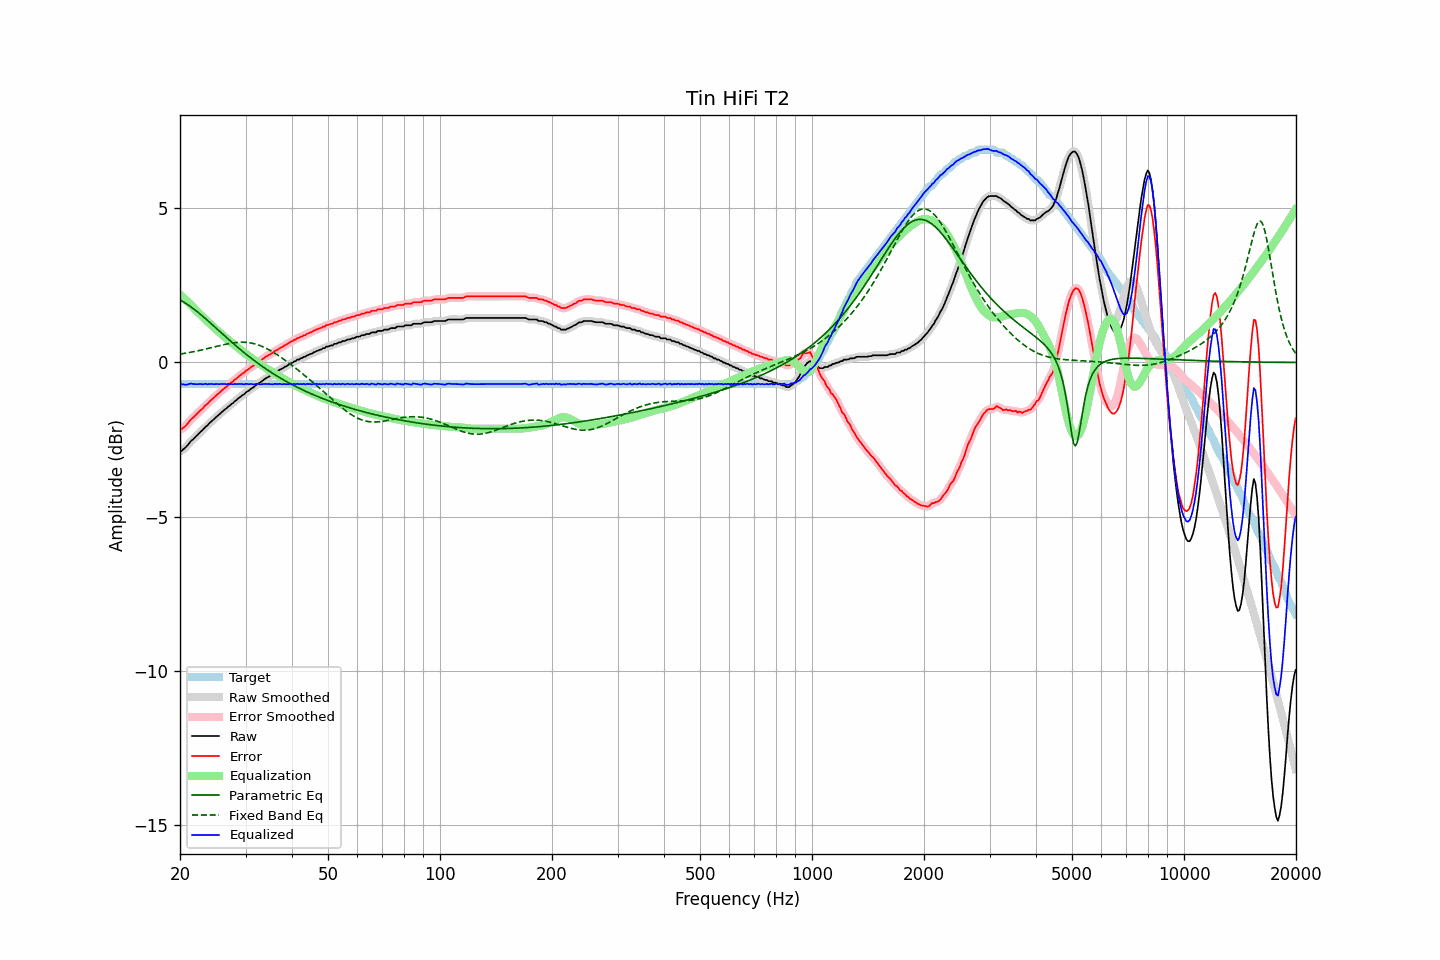 Tin HiFi T2
Amplitude (dBr)
5
0
−5
−10
−15
Target
Raw Smoothed
Error Smoothed
Raw
Error
Equalization
Parametric Eq
Fixed Band Eq
Equalized
20 50 100 200 500 1000 2000 5000 10000 20000
Frequency (Hz)